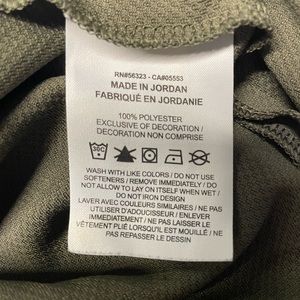 RN#56323 - CA#05553
MADE IN JORDAN
FABRIQUÉ EN JORDANIE
100% POLYESTER
EXCLUSIVE OF DECORATION /
DECORATION NON COMPRISE
30C
WASH WITH LIKE COLORS / DO NOT USE
SOFTENERS / REMOVE IMMEDIATELY / DO
NOT ALLOW TO LAY ON ITSELF WHEN WET /
DO NOT IRON DESIGN
LAVER AVEC COULEURS SIMILAIRES / NE PAS
UTILISER D'ADOUCISSEUR / ENLEVER
IMMÉDIATEMENT / NE PAS LAISSER LE
VÊTEMENT PLIÉ LORSQU'IL EST MOUILLÉ / NE
PAS REPASSER LE DESSIN